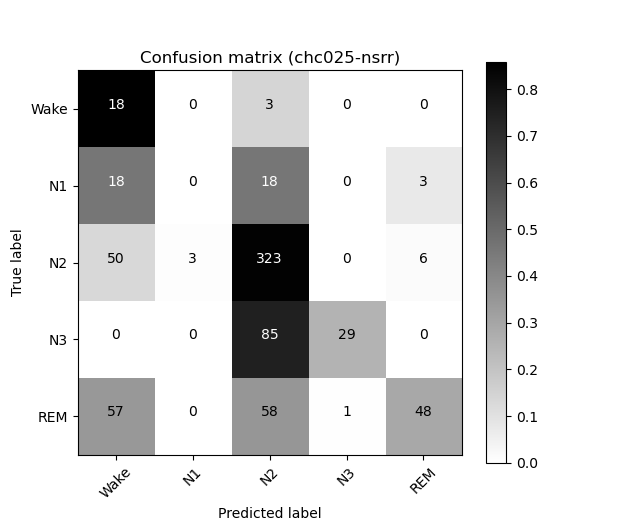 Confusion matrix (chc025-nsrr)
Wake 18 0 3 0 0
N1 18 0 18 0 3
N2 50 3 323 0 6
N3 0 0 85 29 0
REM 57 0 58 1 48
Wake N1 N2 N3 REM
Predicted label
True label
0.8
0.7
0.6
0.5
0.4
0.3
0.2
0.1
0.0